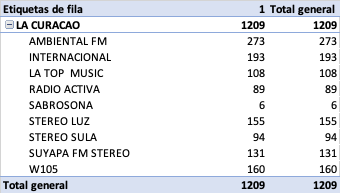 Etiquetas de fila 1 Total general
LA CURACAO 1209 1209
AMBIENTAL FM 273 273
INTERNACIONAL 193 193
LA TOP  MUSIC 108 108
RADIO ACTIVA 89 89
SABROSONA 6 6
STEREO LUZ 155 155
STEREO SULA 94 94
SUYAPA FM STEREO 131 131
W105 160 160
Total general 1209 1209